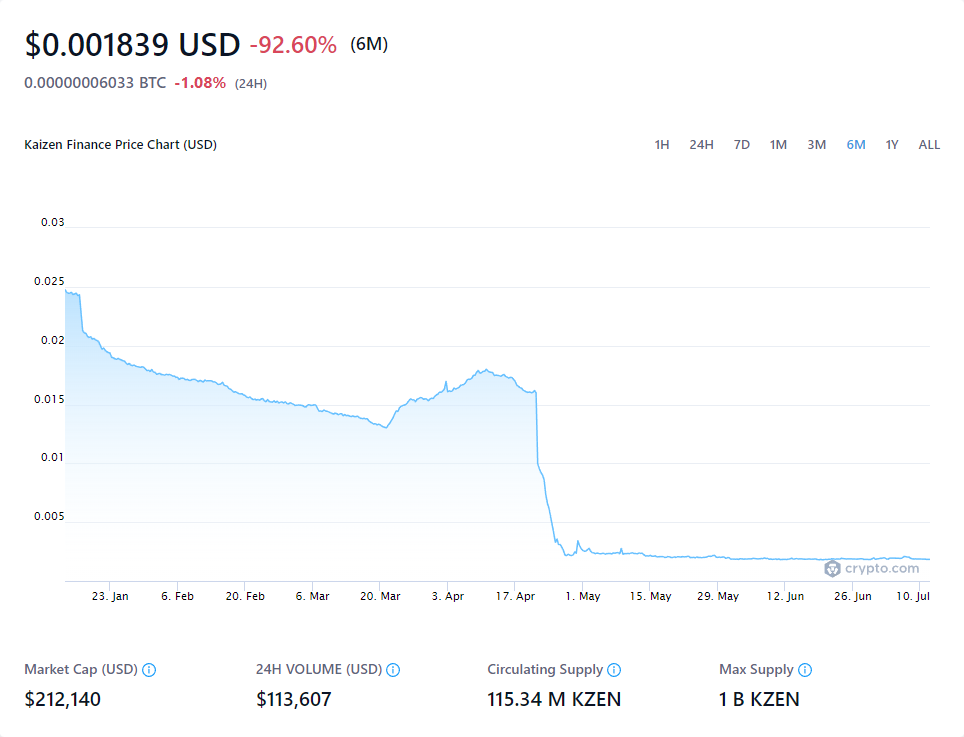 $0.001839 USD -92.60% (6M)
0.00000006033 BTC -1.08% (24H)
Kaizen Finance Price Chart (USD) 1H 24H 7D 1M 3M 6M 1Y ALL
0.03
0.025
0.02
0.015
0.01
0.005
crypto.com
23. Jan 6. Feb 20. Feb 6. Mar 20. Mar 3. Apr 17. Apr 1. May 15. May 29. May 12. Jun 26. Jun 10. Jul
Market Cap (USD) 24H VOLUME (USD) Circulating Supply Max Supply
$212,140 $113,607 115.34 M KZEN 1 B KZEN